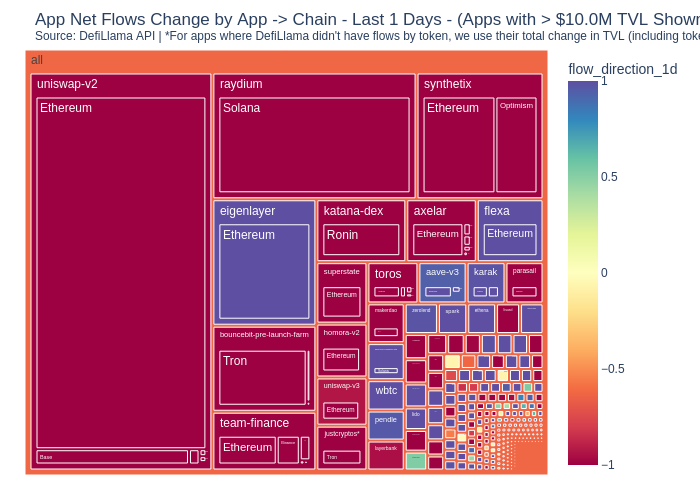 App Net Flows Change by App -> Chain - Last 1 Days - (Apps with > $10.0M TVL Shown
Source: DefiLlama API | *For apps where DefiLlama didn't have flows by token, we use their total change in TVL (including toke
all
flow_direction_1d
uniswap-v2
Ethereum
Base
raydium
Solana
synthetix
Ethereum
Optimism
eigenlayer
Ethereum
katana-dex
Ronin
axelar
Ethereum
flexa
Ethereum
superstate
Ethereum
toros
aave-v3
karak
parasail
makerdao
zerolend
spark
ethena
bouncebit-pre-launch-farm
Tron
homora-v2
Ethereum
uniswap-v3
Ethereum
wbtc
pendle
lido
team-finance
Ethereum
Binance
justcryptos*
Tron
layerbank
1
0.5
0
−0.5
−1